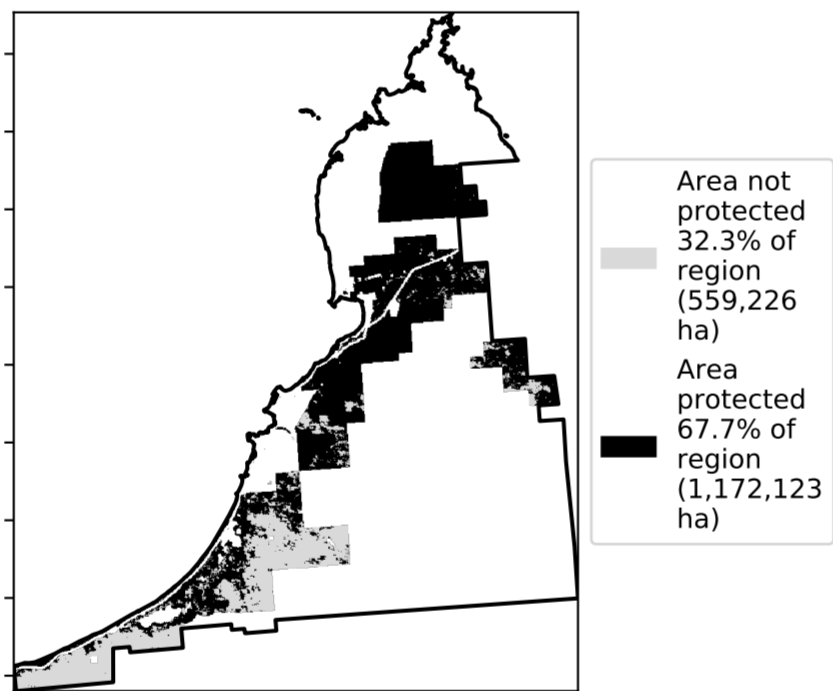 Area not
protected
32.3% of
region
(559,226
ha)
Area
protected
67.7% of
region
(1,172,123
ha)